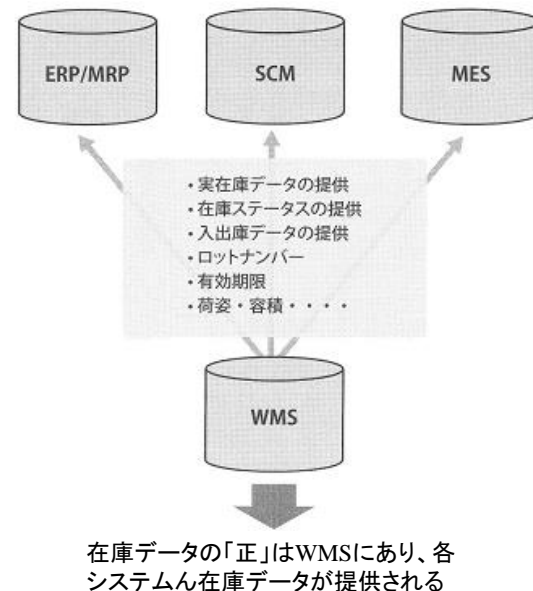 ERP/MRP
SCM
MES
・実在庫データの提供
・在庫ステータスの提供
・入出庫データの提供
・ロットナンバー
・有効期限
・荷姿・容積・・・・
WMS
在庫データの「正」はWMSにあり、各
システムん在庫データが提供される